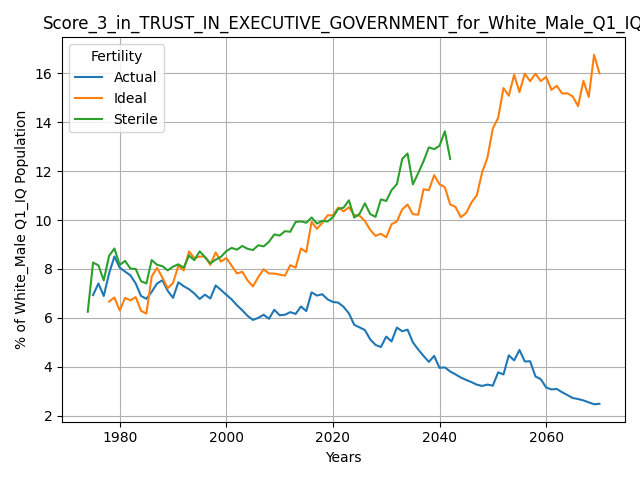 Score_3_in_TRUST_IN_EXECUTIVE_GOVERNMENT_for_White_Male_Q1_IQ
Fertility
Actual
Ideal
Sterile
% of White_Male Q1_IQ Population
16
14
12
10
8
6
4
2
1980 2000 2020 2040 2060
Years